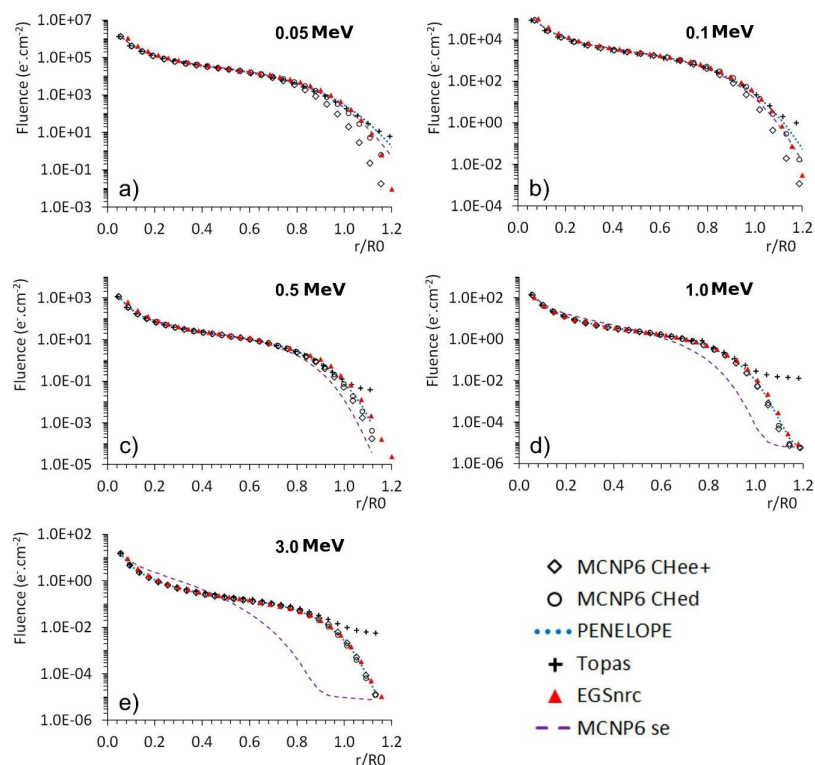 0.05 MeV
Fluence (e⁻.cm⁻²)
1.0E+07
1.0E+05
1.0E+03
1.0E+01
1.0E-01
1.0E-03
a)
0.0 0.2 0.4 0.6 0.8 1.0 1.2
r/R0
0.1 MeV
Fluence (e⁻.cm⁻²)
1.0E+04
1.0E+02
1.0E+00
1.0E-02
1.0E-04
b)
0.0 0.2 0.4 0.6 0.8 1.0 1.2
r/R0
0.5 MeV
Fluence (e⁻.cm⁻²)
1.0E+03
1.0E+01
1.0E-01
1.0E-03
1.0E-05
c)
0.0 0.2 0.4 0.6 0.8 1.0 1.2
r/R0
1.0 MeV
Fluence (e⁻.cm⁻²)
1.0E+02
1.0E+00
1.0E-02
1.0E-04
1.0E-06
d)
0.0 0.2 0.4 0.6 0.8 1.0 1.2
r/R0
3.0 MeV
Fluence (e⁻.cm⁻²)
1.0E+02
1.0E+00
1.0E-02
1.0E-04
1.0E-06
e)
0.0 0.2 0.4 0.6 0.8 1.0 1.2
r/R0
MCNP6 CHee+
MCNP6 CHed
PENELOPE
Topas
EGSnrc
MCNP6 se